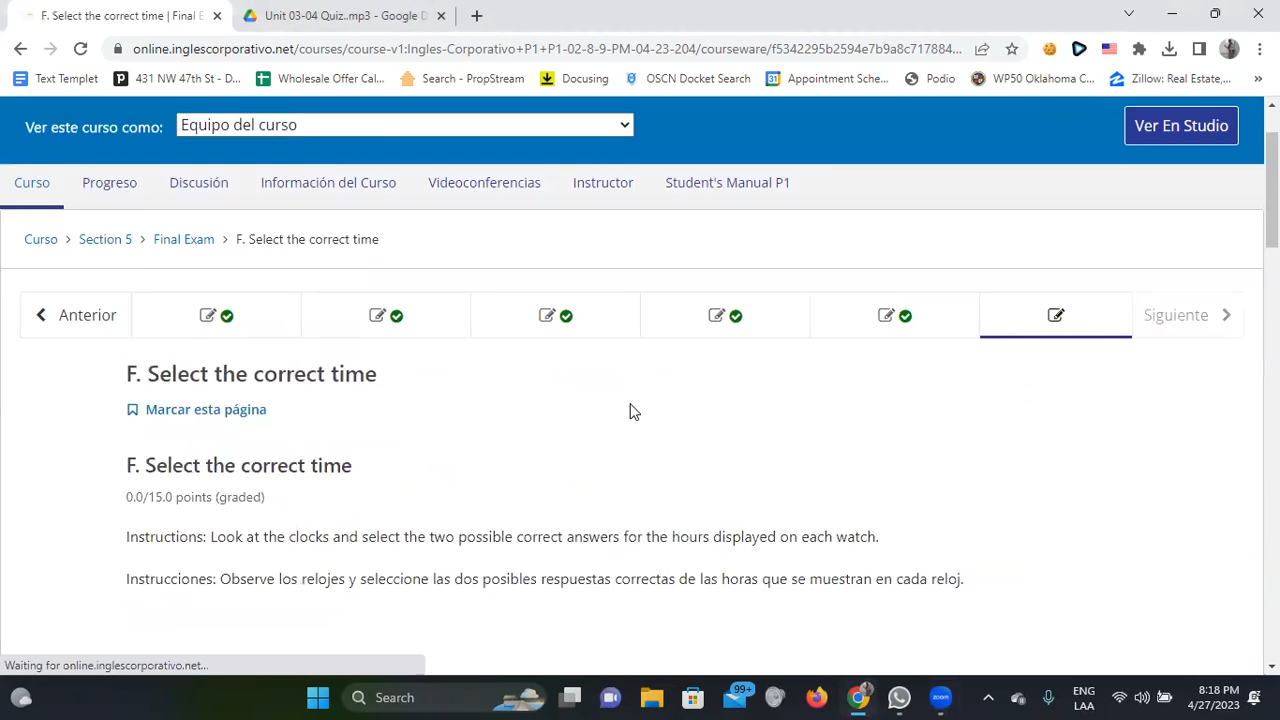 F. Select the correct time | Final E
Unit 03-04 Quiz..mp3 - Google D
online.inglescorporativo.net/courses/course-v1:Ingles-Corporativo+P1+P1-02-8-9-PM-04-23-204/courseware/f5342295b2594e7b9a8c717884...
Text Templet
431 NW 47th St - D...
Wholesale Offer Cal...
Search - PropStream
Docusing
OSCN Docket Search
Appointment Sche...
Podio
WP50 Oklahoma C...
Zillow: Real Estate,...
»
Ver este curso como:
Equipo del curso
Ver En Studio
Curso
Progreso
Discusión
Información del Curso
Videoconferencias
Instructor
Student's Manual P1
Curso > Section 5 > Final Exam > F. Select the correct time
Anterior
Siguiente
F. Select the correct time
Marcar esta página
F. Select the correct time
0.0/15.0 points (graded)
Instructions: Look at the clocks and select the two possible correct answers for the hours displayed on each watch.
Instrucciones: Observe los relojes y seleccione las dos posibles respuestas correctas de las horas que se muestran en cada reloj.
Waiting for online.inglescorporativo.net...
Search
99+
ENG
LAA
8:18 PM
4/27/2023